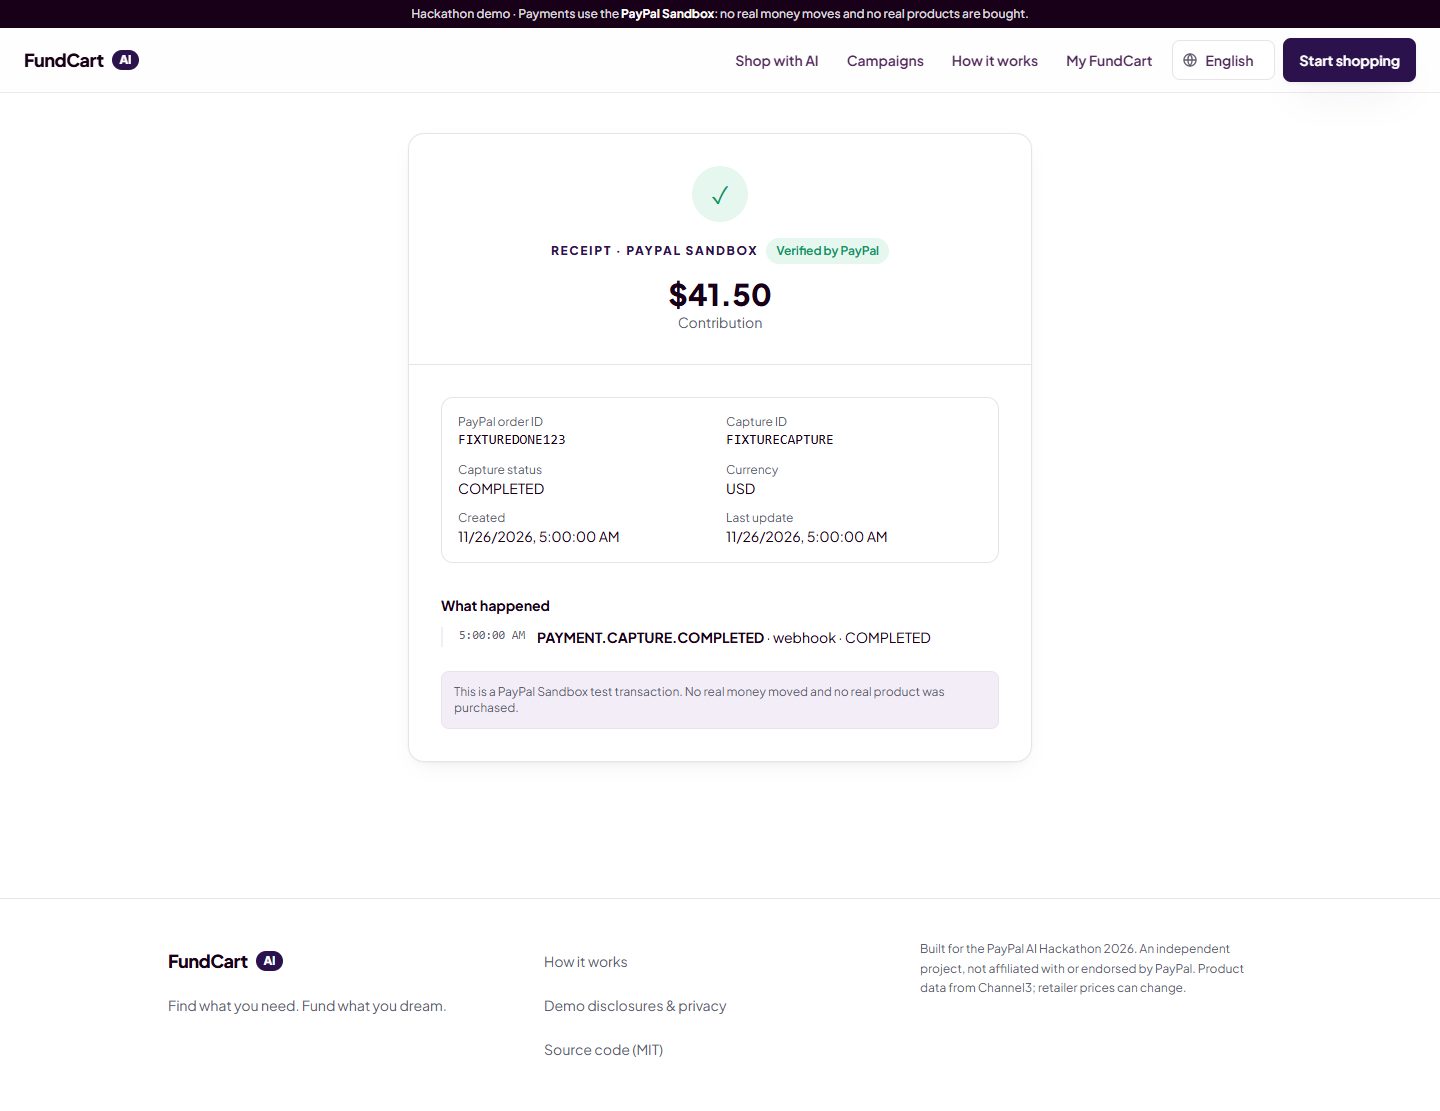 Hackathon demo · Payments use the PayPal Sandbox: no real money moves and no real products are bought.
FundCart AI
Shop with AI
Campaigns
How it works
My FundCart
English
Start shopping
✓
RECEIPT · PAYPAL SANDBOX
Verified by PayPal
$41.50
Contribution
PayPal order ID
FIXTUREDONE123
Capture ID
FIXTURECAPTURE
Capture status
COMPLETED
Currency
USD
Created
11/26/2026, 5:00:00 AM
Last update
11/26/2026, 5:00:00 AM
What happened
5:00:00 AM PAYMENT.CAPTURE.COMPLETED · webhook · COMPLETED
This is a PayPal Sandbox test transaction. No real money moved and no real product was
purchased.
FundCart AI
Find what you need. Fund what you dream.
How it works
Demo disclosures & privacy
Source code (MIT)
Built for the PayPal AI Hackathon 2026. An independent
project, not affiliated with or endorsed by PayPal. Product
data from Channel3; retailer prices can change.